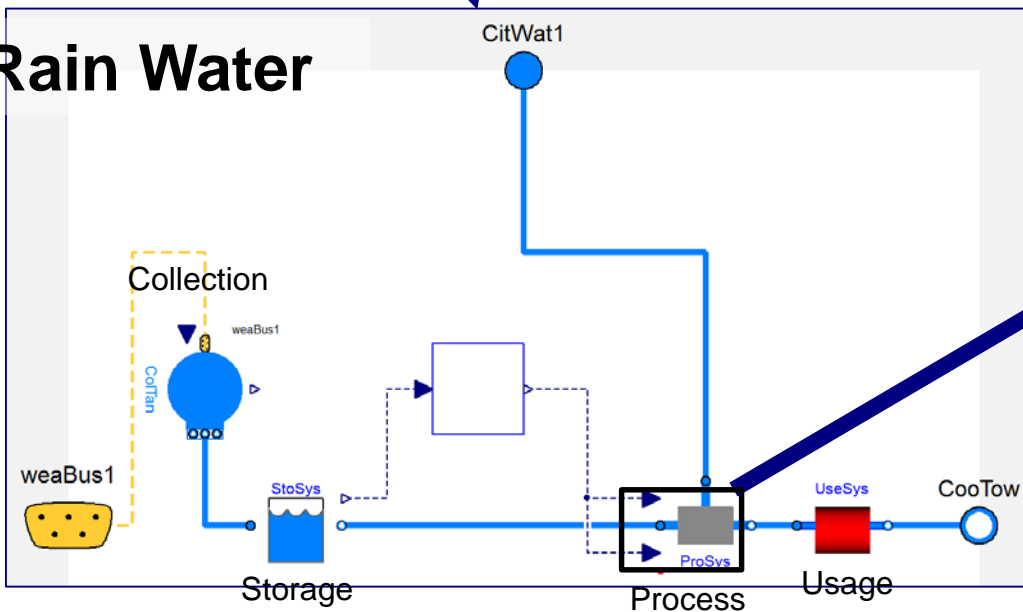 CitWat1
Rain Water
Collection
weaBus1
ColTan
weaBus1
StoSys
UseSys
CooTow
ProSys
Storage
Process
Usage